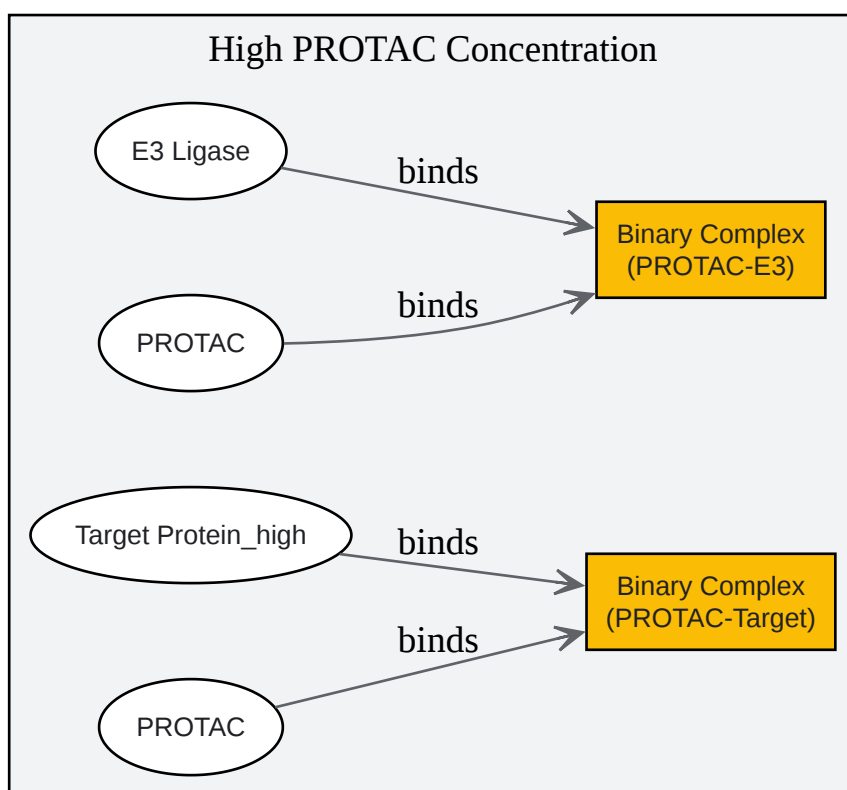 High PROTAC Concentration
E3 Ligase
binds
Binary Complex
(PROTAC-E3)
PROTAC
binds
Target Protein_high
binds
Binary Complex
(PROTAC-Target)
PROTAC
binds